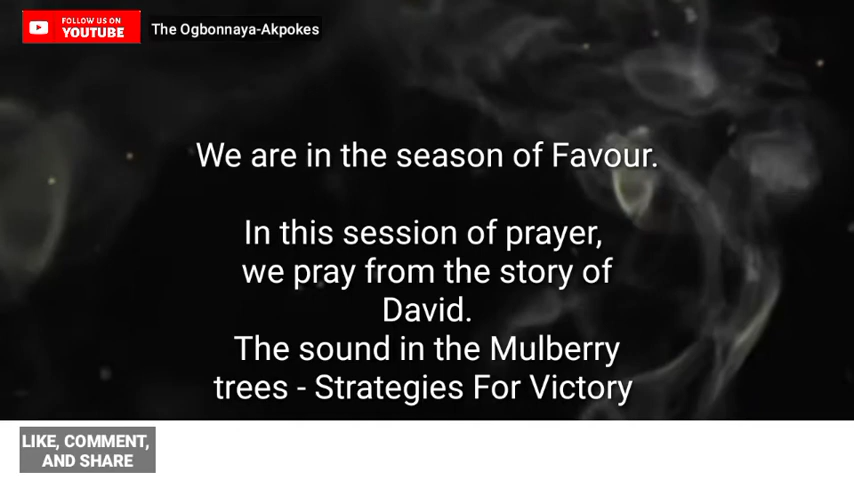 FOLLOW US ON
YOUTUBE
The Ogbonnaya-Akpokes
We are in the season of Favour.
In this session of prayer,
we pray from the story of
David.
The sound in the Mulberry
trees - Strategies For Victory
LIKE, COMMENT,
AND SHARE